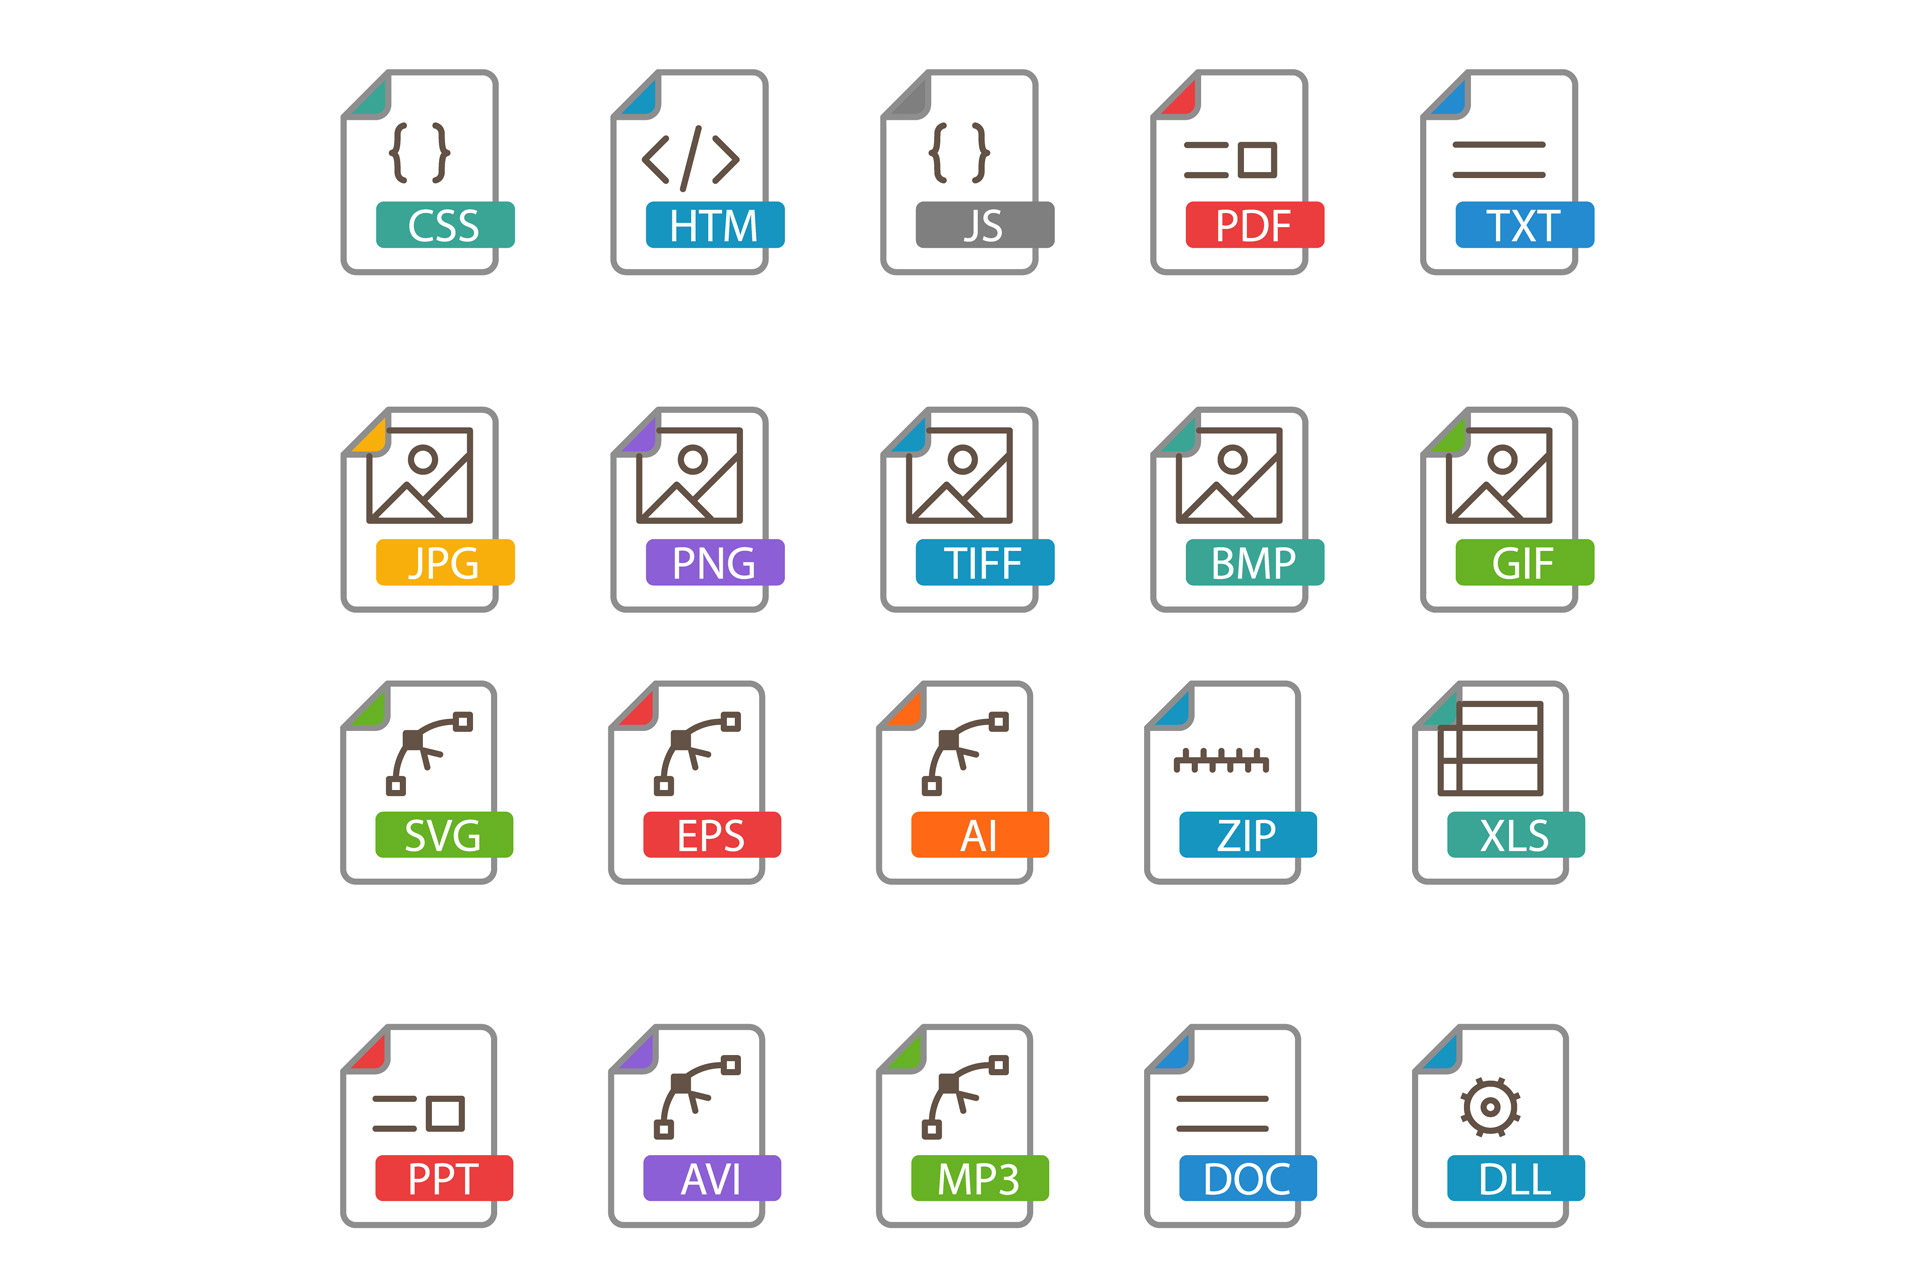 CSS
HTM
JS
PDF
TXT
JPG
PNG
TIFF
BMP
GIF
SVG
EPS
AI
ZIP
XLS
PPT
AVI
MP3
DOC
DLL